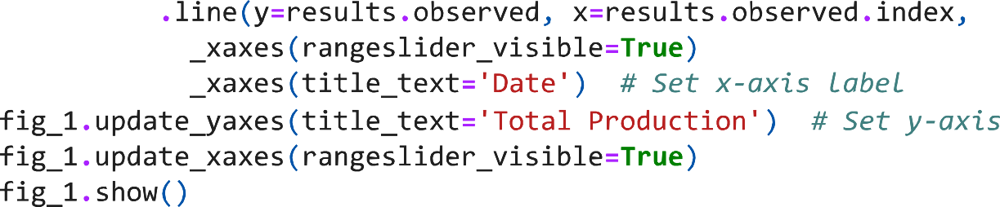 .line(y=results.observed, x=results.observed.index,
_xaxes(rangeslider_visible=True)
_xaxes(title_text='Date')  # Set x-axis label
fig_1.update_yaxes(title_text='Total Production')  # Set y-axis
fig_1.update_xaxes(rangeslider_visible=True)
fig_1.show()